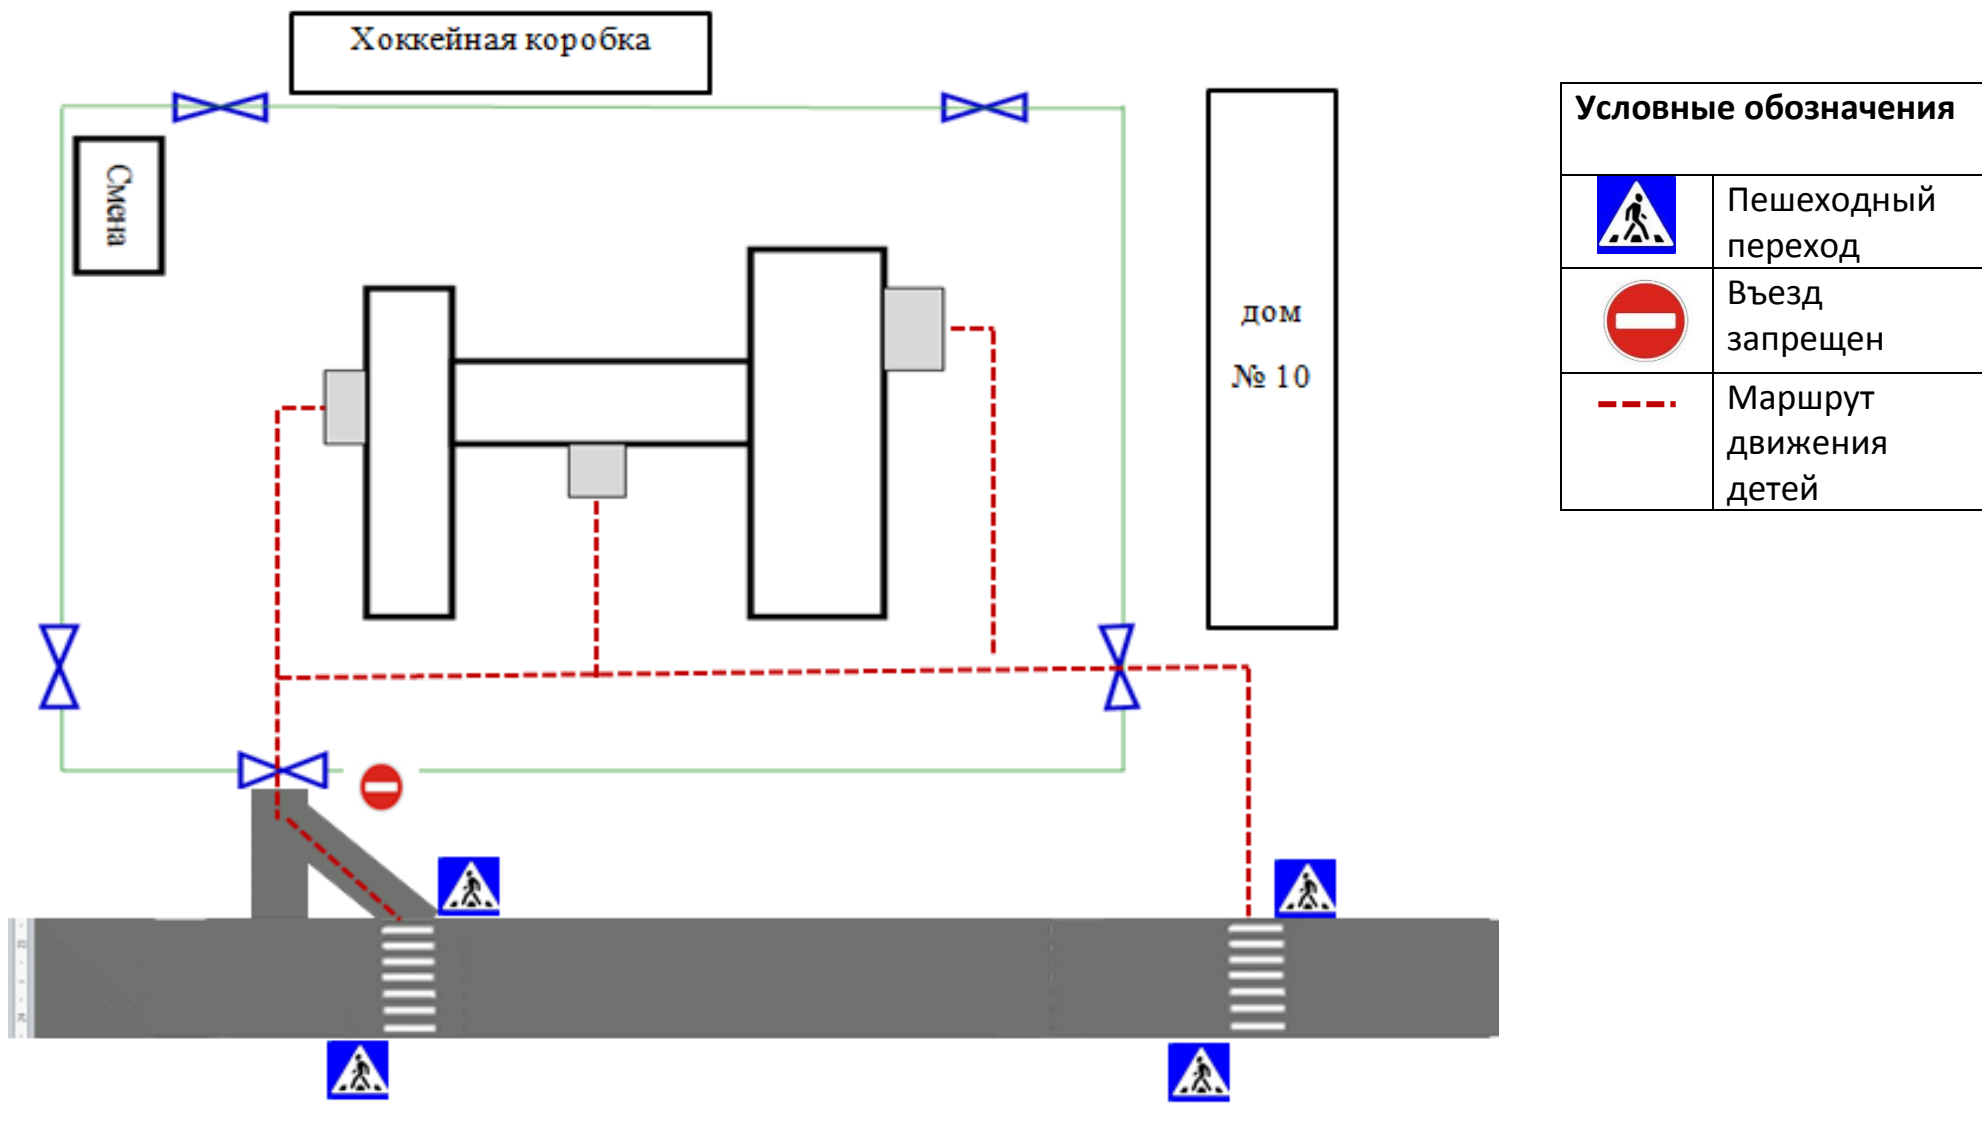 Хоккейная коробка
Смена
дом
№ 10
Условные обозначения
Пешеходный
переход
Въезд
запрещен
Маршрут
движения
детей